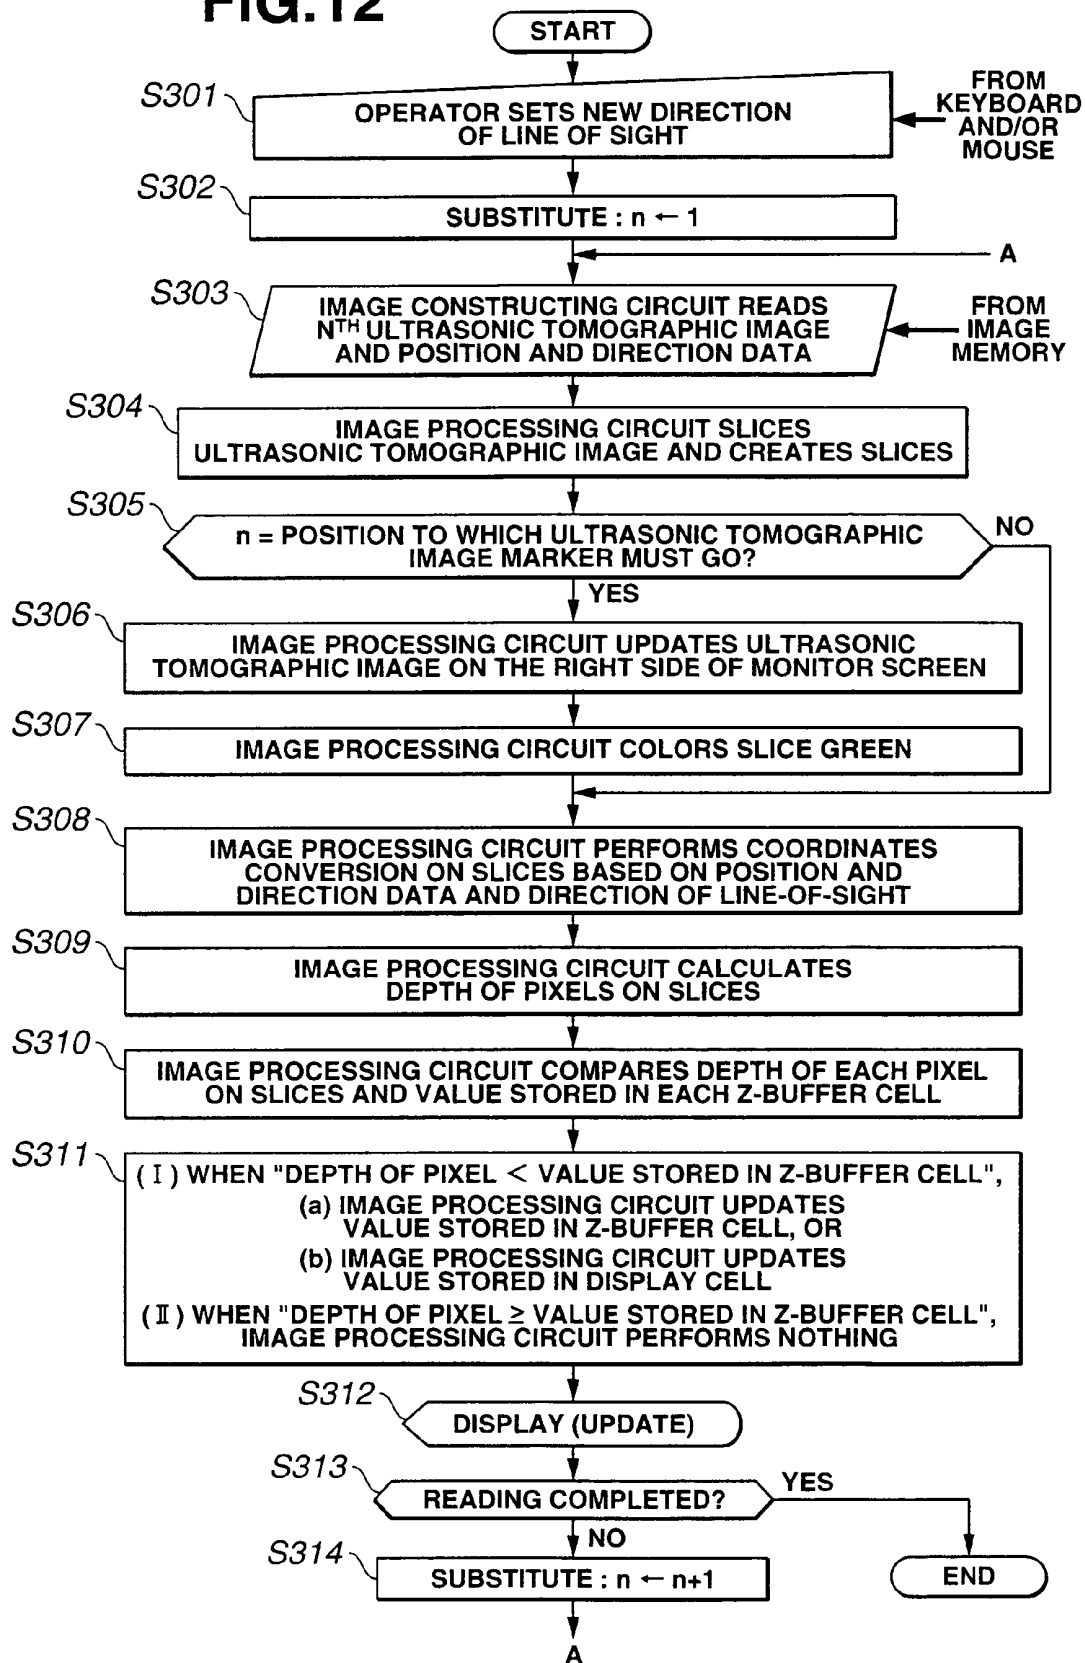 FIG.12
START
S301
OPERATOR SETS NEW DIRECTION
OF LINE OF SIGHT
FROM
KEYBOARD
AND/OR
MOUSE
S302
SUBSTITUTE : n ← 1
A
S303
IMAGE CONSTRUCTING CIRCUIT READS
NTH ULTRASONIC TOMOGRAPHIC IMAGE
AND POSITION AND DIRECTION DATA
FROM
IMAGE
MEMORY
S304
IMAGE PROCESSING CIRCUIT SLICES
ULTRASONIC TOMOGRAPHIC IMAGE AND CREATES SLICES
S305
n = POSITION TO WHICH ULTRASONIC TOMOGRAPHIC
IMAGE MARKER MUST GO?
NO
YES
S306
IMAGE PROCESSING CIRCUIT UPDATES ULTRASONIC
TOMOGRAPHIC IMAGE ON THE RIGHT SIDE OF MONITOR SCREEN
S307
IMAGE PROCESSING CIRCUIT COLORS SLICE GREEN
S308
IMAGE PROCESSING CIRCUIT PERFORMS COORDINATES
CONVERSION ON SLICES BASED ON POSITION AND
DIRECTION DATA AND DIRECTION OF LINE-OF-SIGHT
S309
IMAGE PROCESSING CIRCUIT CALCULATES
DEPTH OF PIXELS ON SLICES
S310
IMAGE PROCESSING CIRCUIT COMPARES DEPTH OF EACH PIXEL
ON SLICES AND VALUE STORED IN EACH Z-BUFFER CELL
S311
(Ⅰ) WHEN "DEPTH OF PIXEL < VALUE STORED IN Z-BUFFER CELL",
(a) IMAGE PROCESSING CIRCUIT UPDATES
VALUE STORED IN Z-BUFFER CELL, OR
(b) IMAGE PROCESSING CIRCUIT UPDATES
VALUE STORED IN DISPLAY CELL
(Ⅱ) WHEN "DEPTH OF PIXEL ≥ VALUE STORED IN Z-BUFFER CELL",
IMAGE PROCESSING CIRCUIT PERFORMS NOTHING
S312
DISPLAY (UPDATE)
S313
READING COMPLETED?
YES
NO
S314
SUBSTITUTE : n ← n+1
END
A